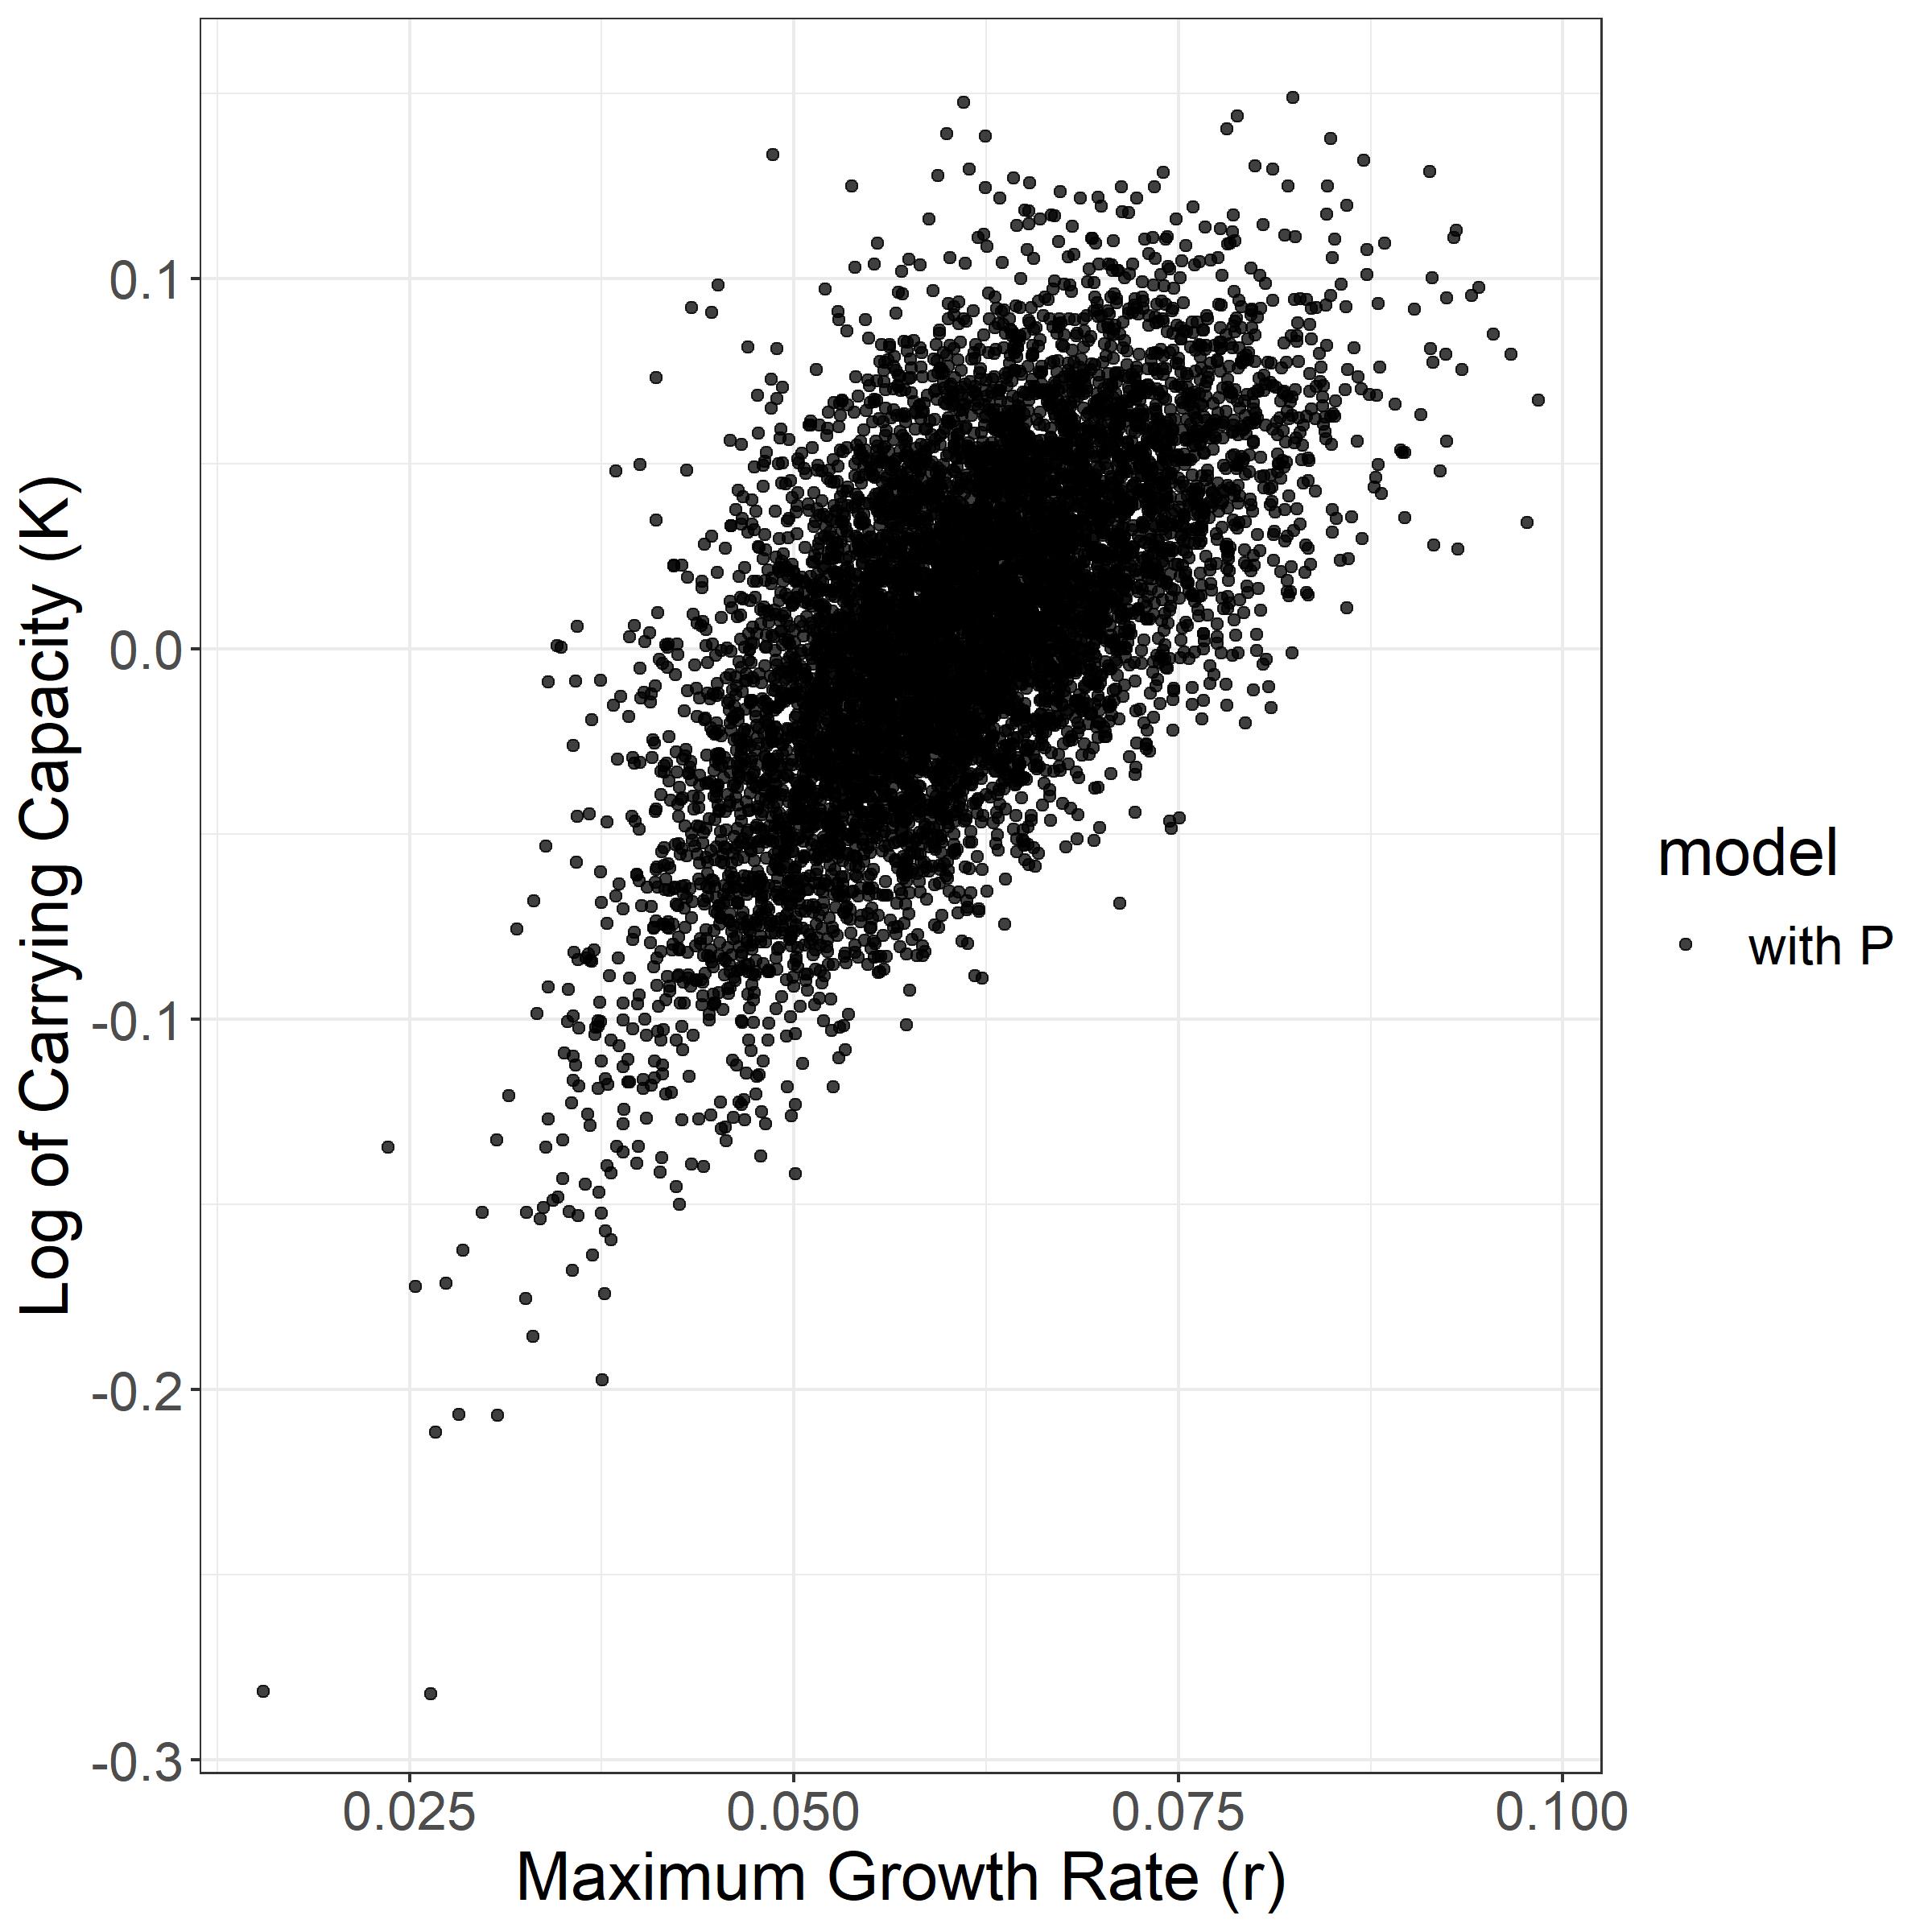 Log of Carrying Capacity (K)
0.1
0.0
-0.1
-0.2
-0.3
0.025
0.050
0.075
0.100
Maximum Growth Rate (r)
model
with P